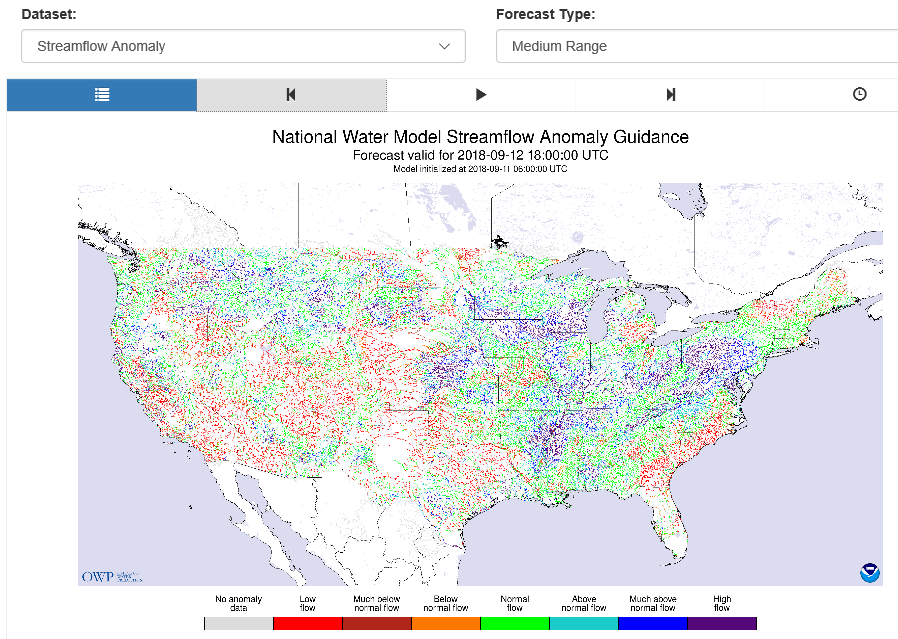 Dataset:
Forecast Type:
Streamflow Anomaly
Medium Range
National Water Model Streamflow Anomaly Guidance
Forecast valid for 2018-09-12 18:00:00 UTC
Model initialized at 2018-09-11 06:00:00 UTC
OWP
No anomaly
data
Low
flow
Much below
normal flow
Below
normal flow
Normal
flow
Above
normal flow
Much above
normal flow
High
flow